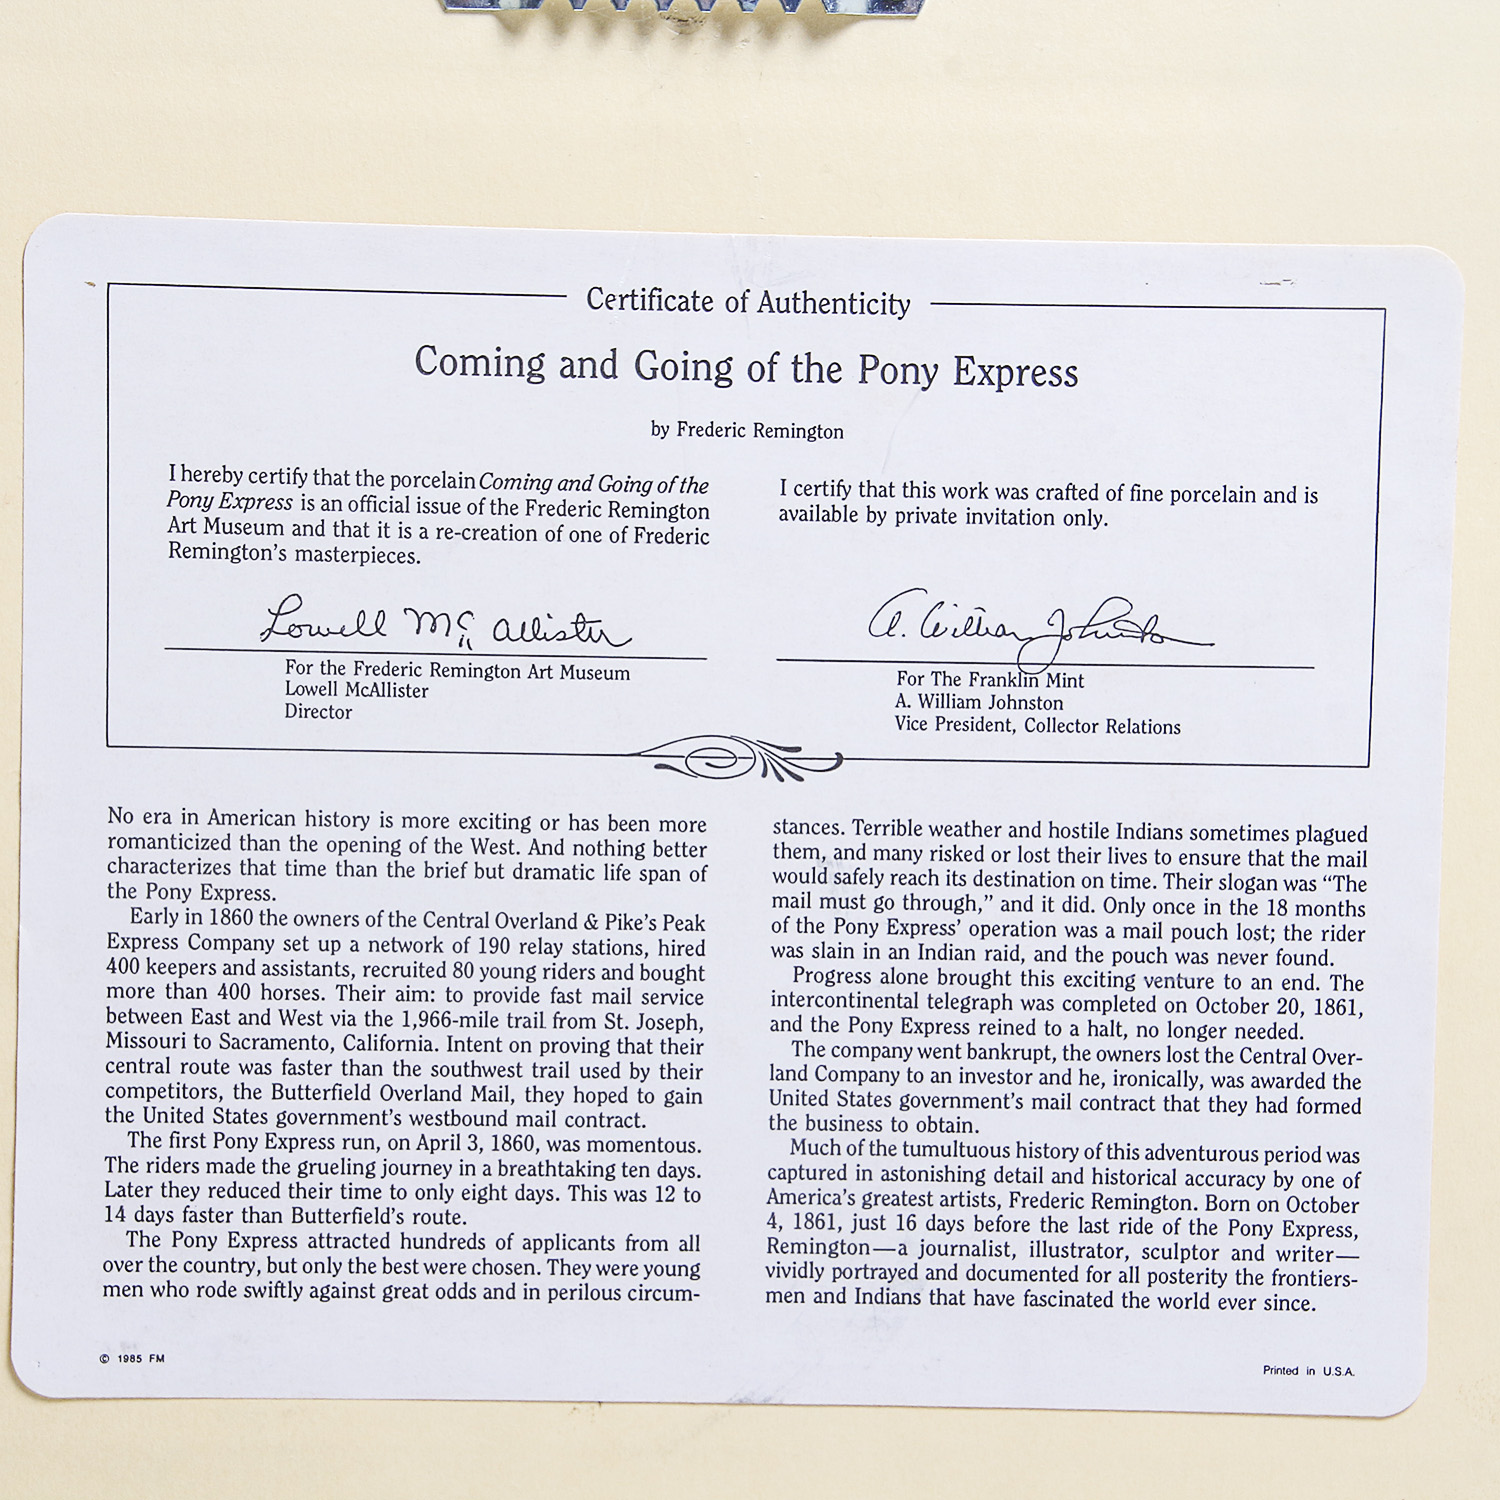 Certificate of Authenticity
Coming and Going of the Pony Express
by Frederic Remington
I hereby certify that the porcelain Coming and Going of the
Pony Express is an official issue of the Frederic Remington
Art Museum and that it is a re-creation of one of Frederic
Remington's masterpieces.
Lowell McAllister
For the Frederic Remington Art Museum
Lowell McAllister
Director
I certify that this work was crafted of fine porcelain and is
available by private invitation only.
A. William Johnston
For The Franklin Mint
A. William Johnston
Vice President, Collector Relations
No era in American history is more exciting or has been more
romanticized than the opening of the West. And nothing better
characterizes that time than the brief but dramatic life span of
the Pony Express.
Early in 1860 the owners of the Central Overland & Pike's Peak
Express Company set up a network of 190 relay stations, hired
400 keepers and assistants, recruited 80 young riders and bought
more than 400 horses. Their aim: to provide fast mail service
between East and West via the 1,966-mile trail from St. Joseph,
Missouri to Sacramento, California. Intent on proving that their
central route was faster than the southwest trail used by their
competitors, the Butterfield Overland Mail, they hoped to gain
the United States government's westbound mail contract.
The first Pony Express run, on April 3, 1860, was momentous.
The riders made the grueling journey in a breathtaking ten days.
Later they reduced their time to only eight days. This was 12 to
14 days faster than Butterfield's route.
The Pony Express attracted hundreds of applicants from all
over the country, but only the best were chosen. They were young
men who rode swiftly against great odds and in perilous circum-
stances. Terrible weather and hostile Indians sometimes plagued
them, and many risked or lost their lives to ensure that the mail
would safely reach its destination on time. Their slogan was “The
mail must go through,” and it did. Only once in the 18 months
of the Pony Express' operation was a mail pouch lost; the rider
was slain in an Indian raid, and the pouch was never found.
Progress alone brought this exciting venture to an end. The
intercontinental telegraph was completed on October 20, 1861,
and the Pony Express reined to a halt, no longer needed.
The company went bankrupt, the owners lost the Central Over-
land Company to an investor and he, ironically, was awarded the
United States government's mail contract that they had formed
the business to obtain.
Much of the tumultuous history of this adventurous period was
captured in astonishing detail and historical accuracy by one of
America's greatest artists, Frederic Remington. Born on October
4, 1861, just 16 days before the last ride of the Pony Express,
Remington—a journalist, illustrator, sculptor and writer—
vividly portrayed and documented for all posterity the frontiers-
men and Indians that have fascinated the world ever since.
© 1985 FM
Printed in U.S.A.